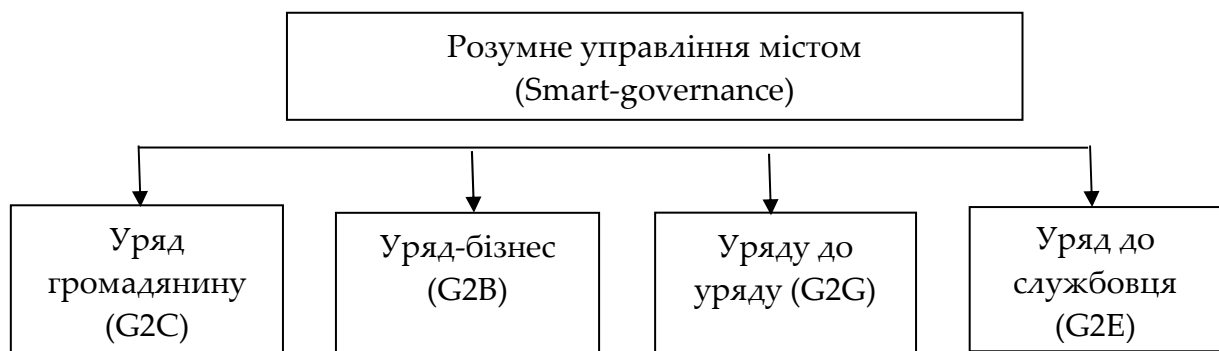 Розумне управління містом
(Smart-governance)
Уряд
громадянину
(G2C)
Уряд-бізнес
(G2B)
Уряду до
уряду (G2G)
Уряд до
службовця
(G2E)